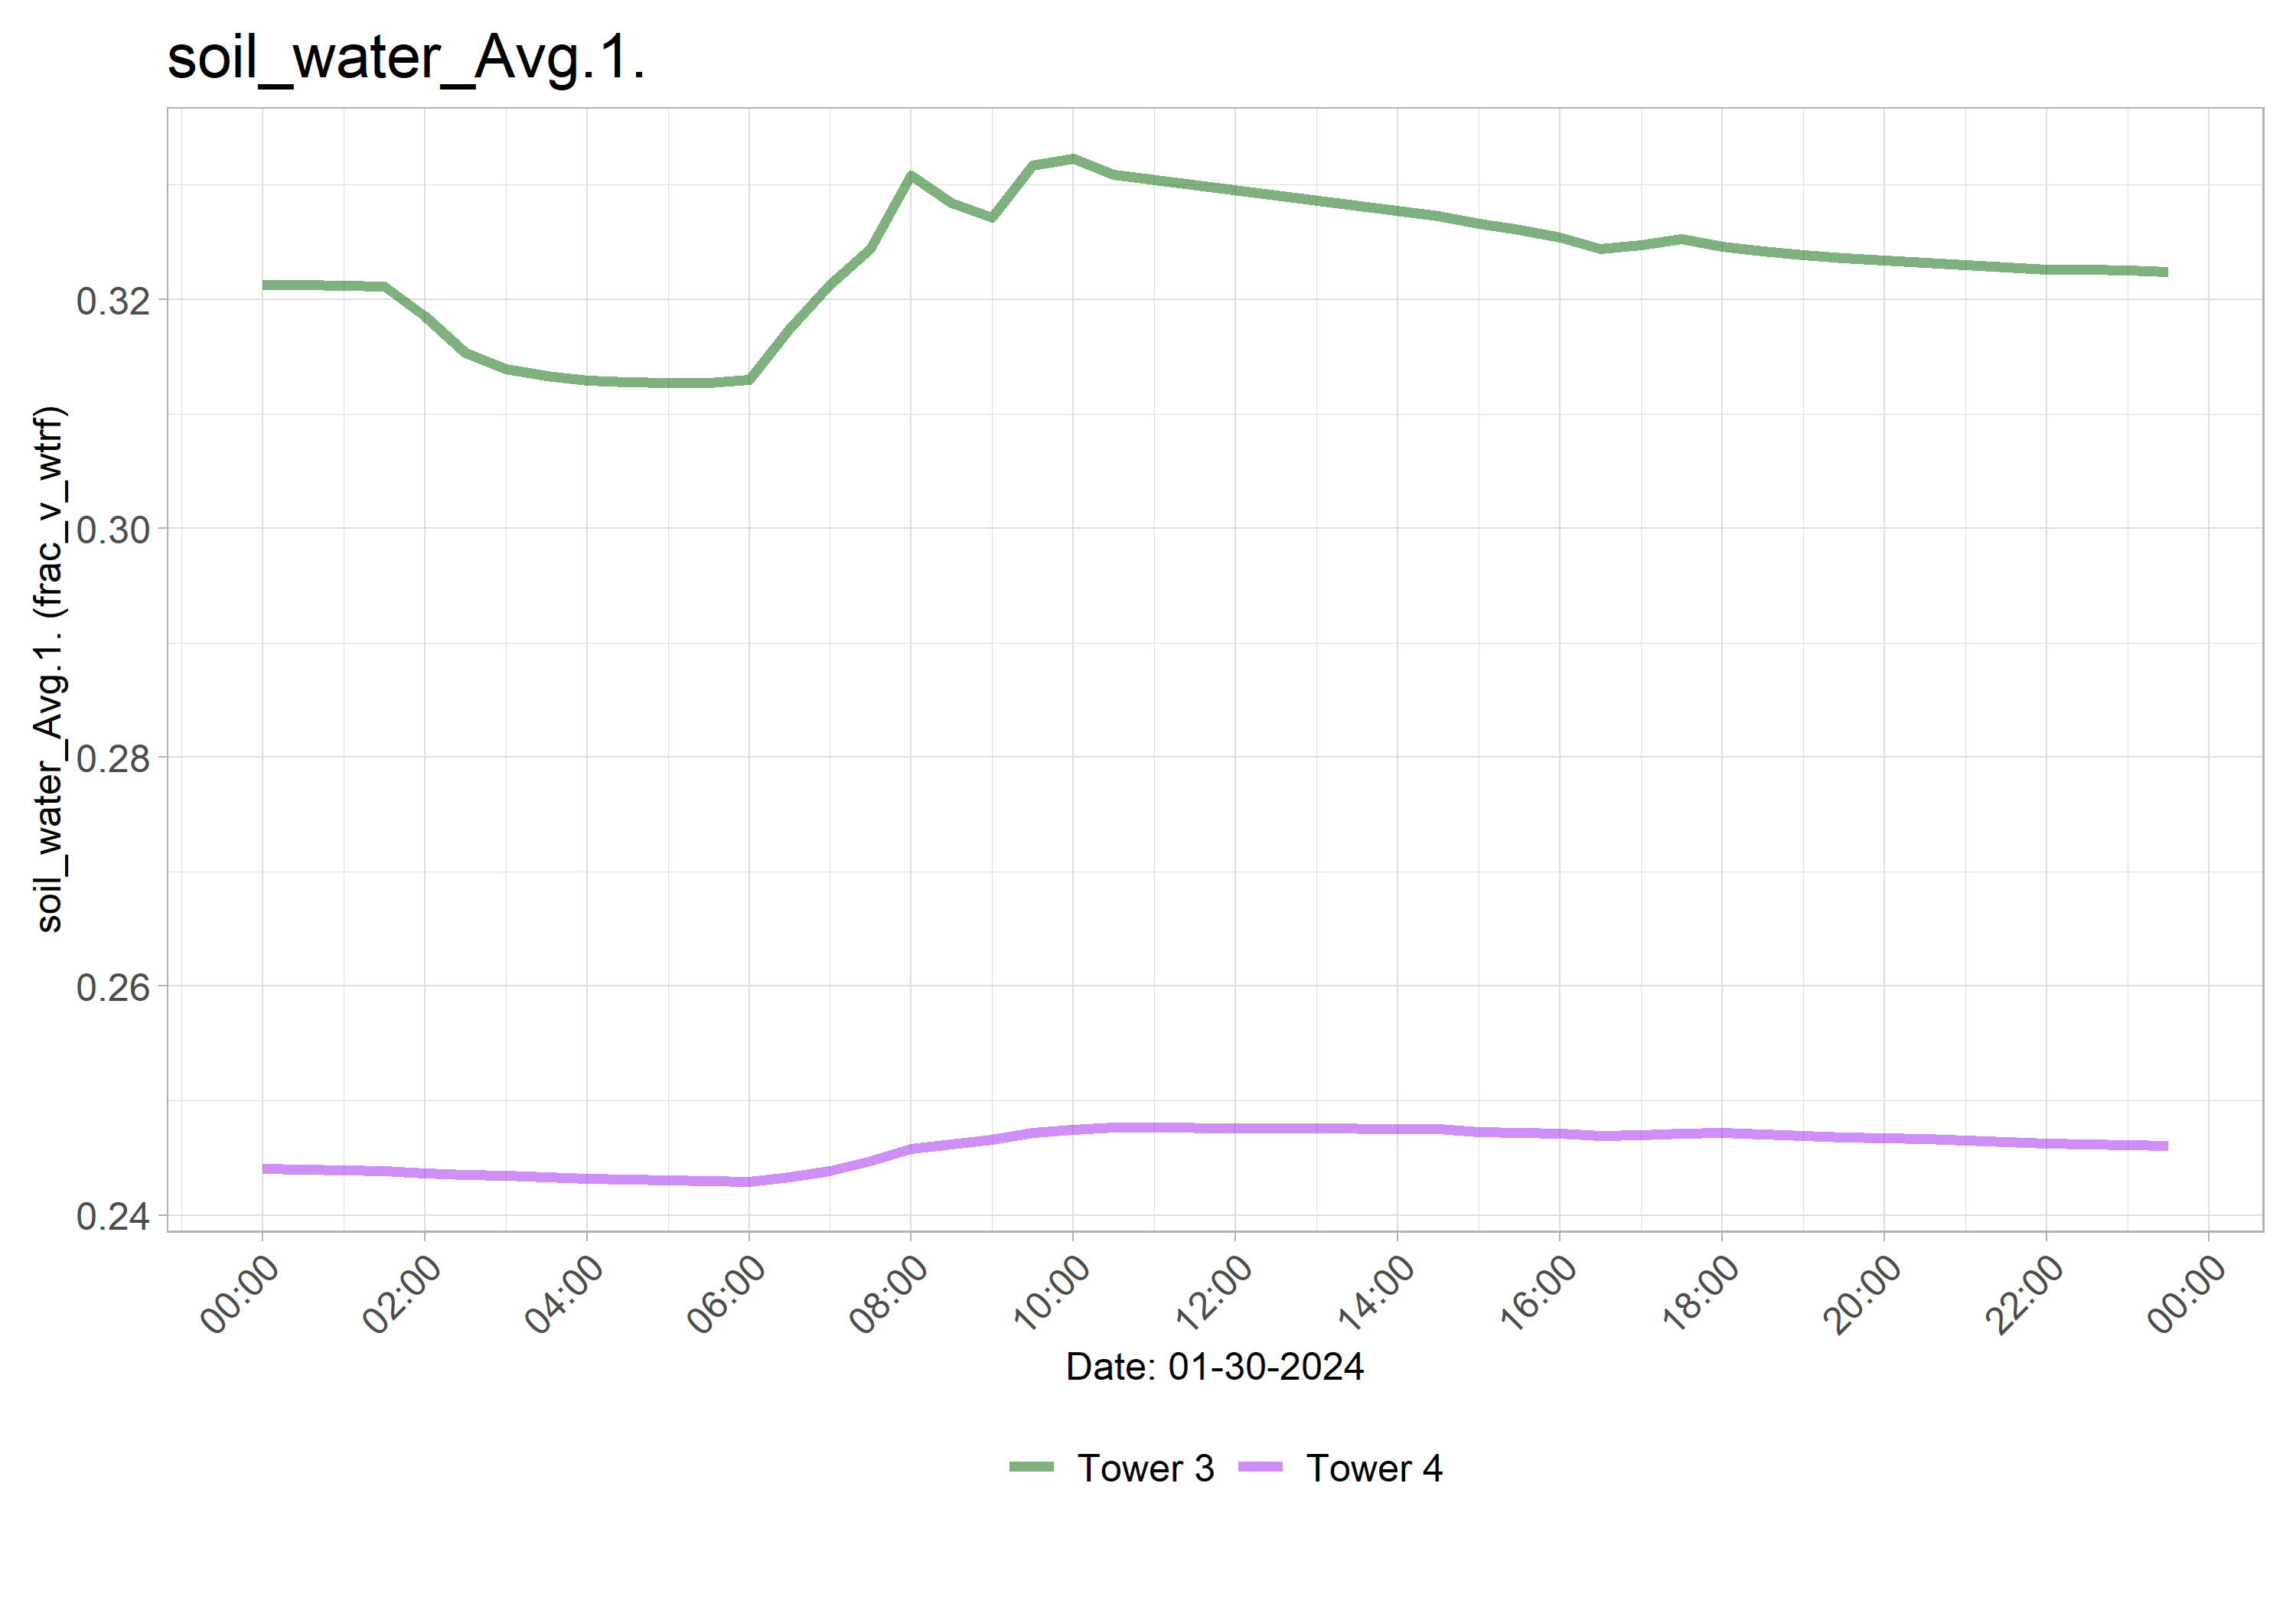 soil_water_Avg.1.
soil_water_Avg.1. (frac_v_wtrf)
0.32
0.30
0.28
0.26
0.24
00:00 02:00 04:00 06:00 08:00 10:00 12:00 14:00 16:00 18:00 20:00 22:00 00:00
Date: 01-30-2024
Tower 3 Tower 4